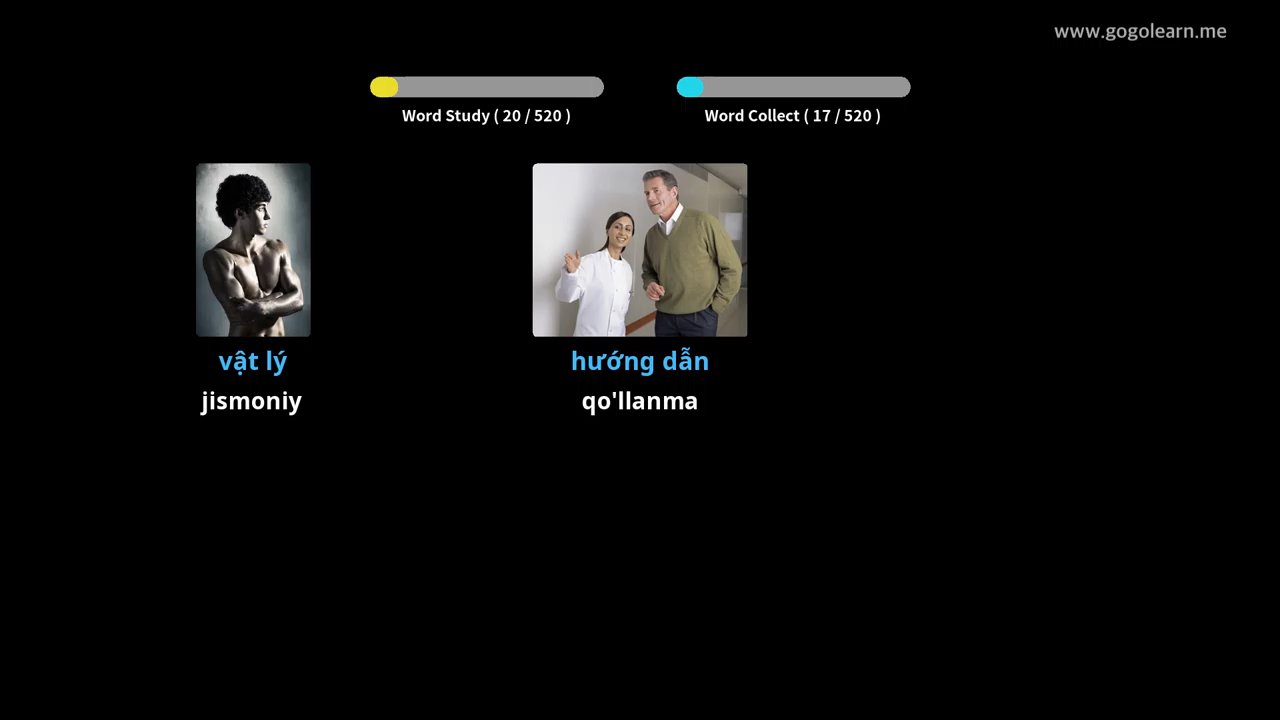 www.gogolearn.me
Word Study ( 20 / 520 )
Word Collect ( 17 / 520 )
vật lý
jismoniy
hướng dẫn
qo'llanma